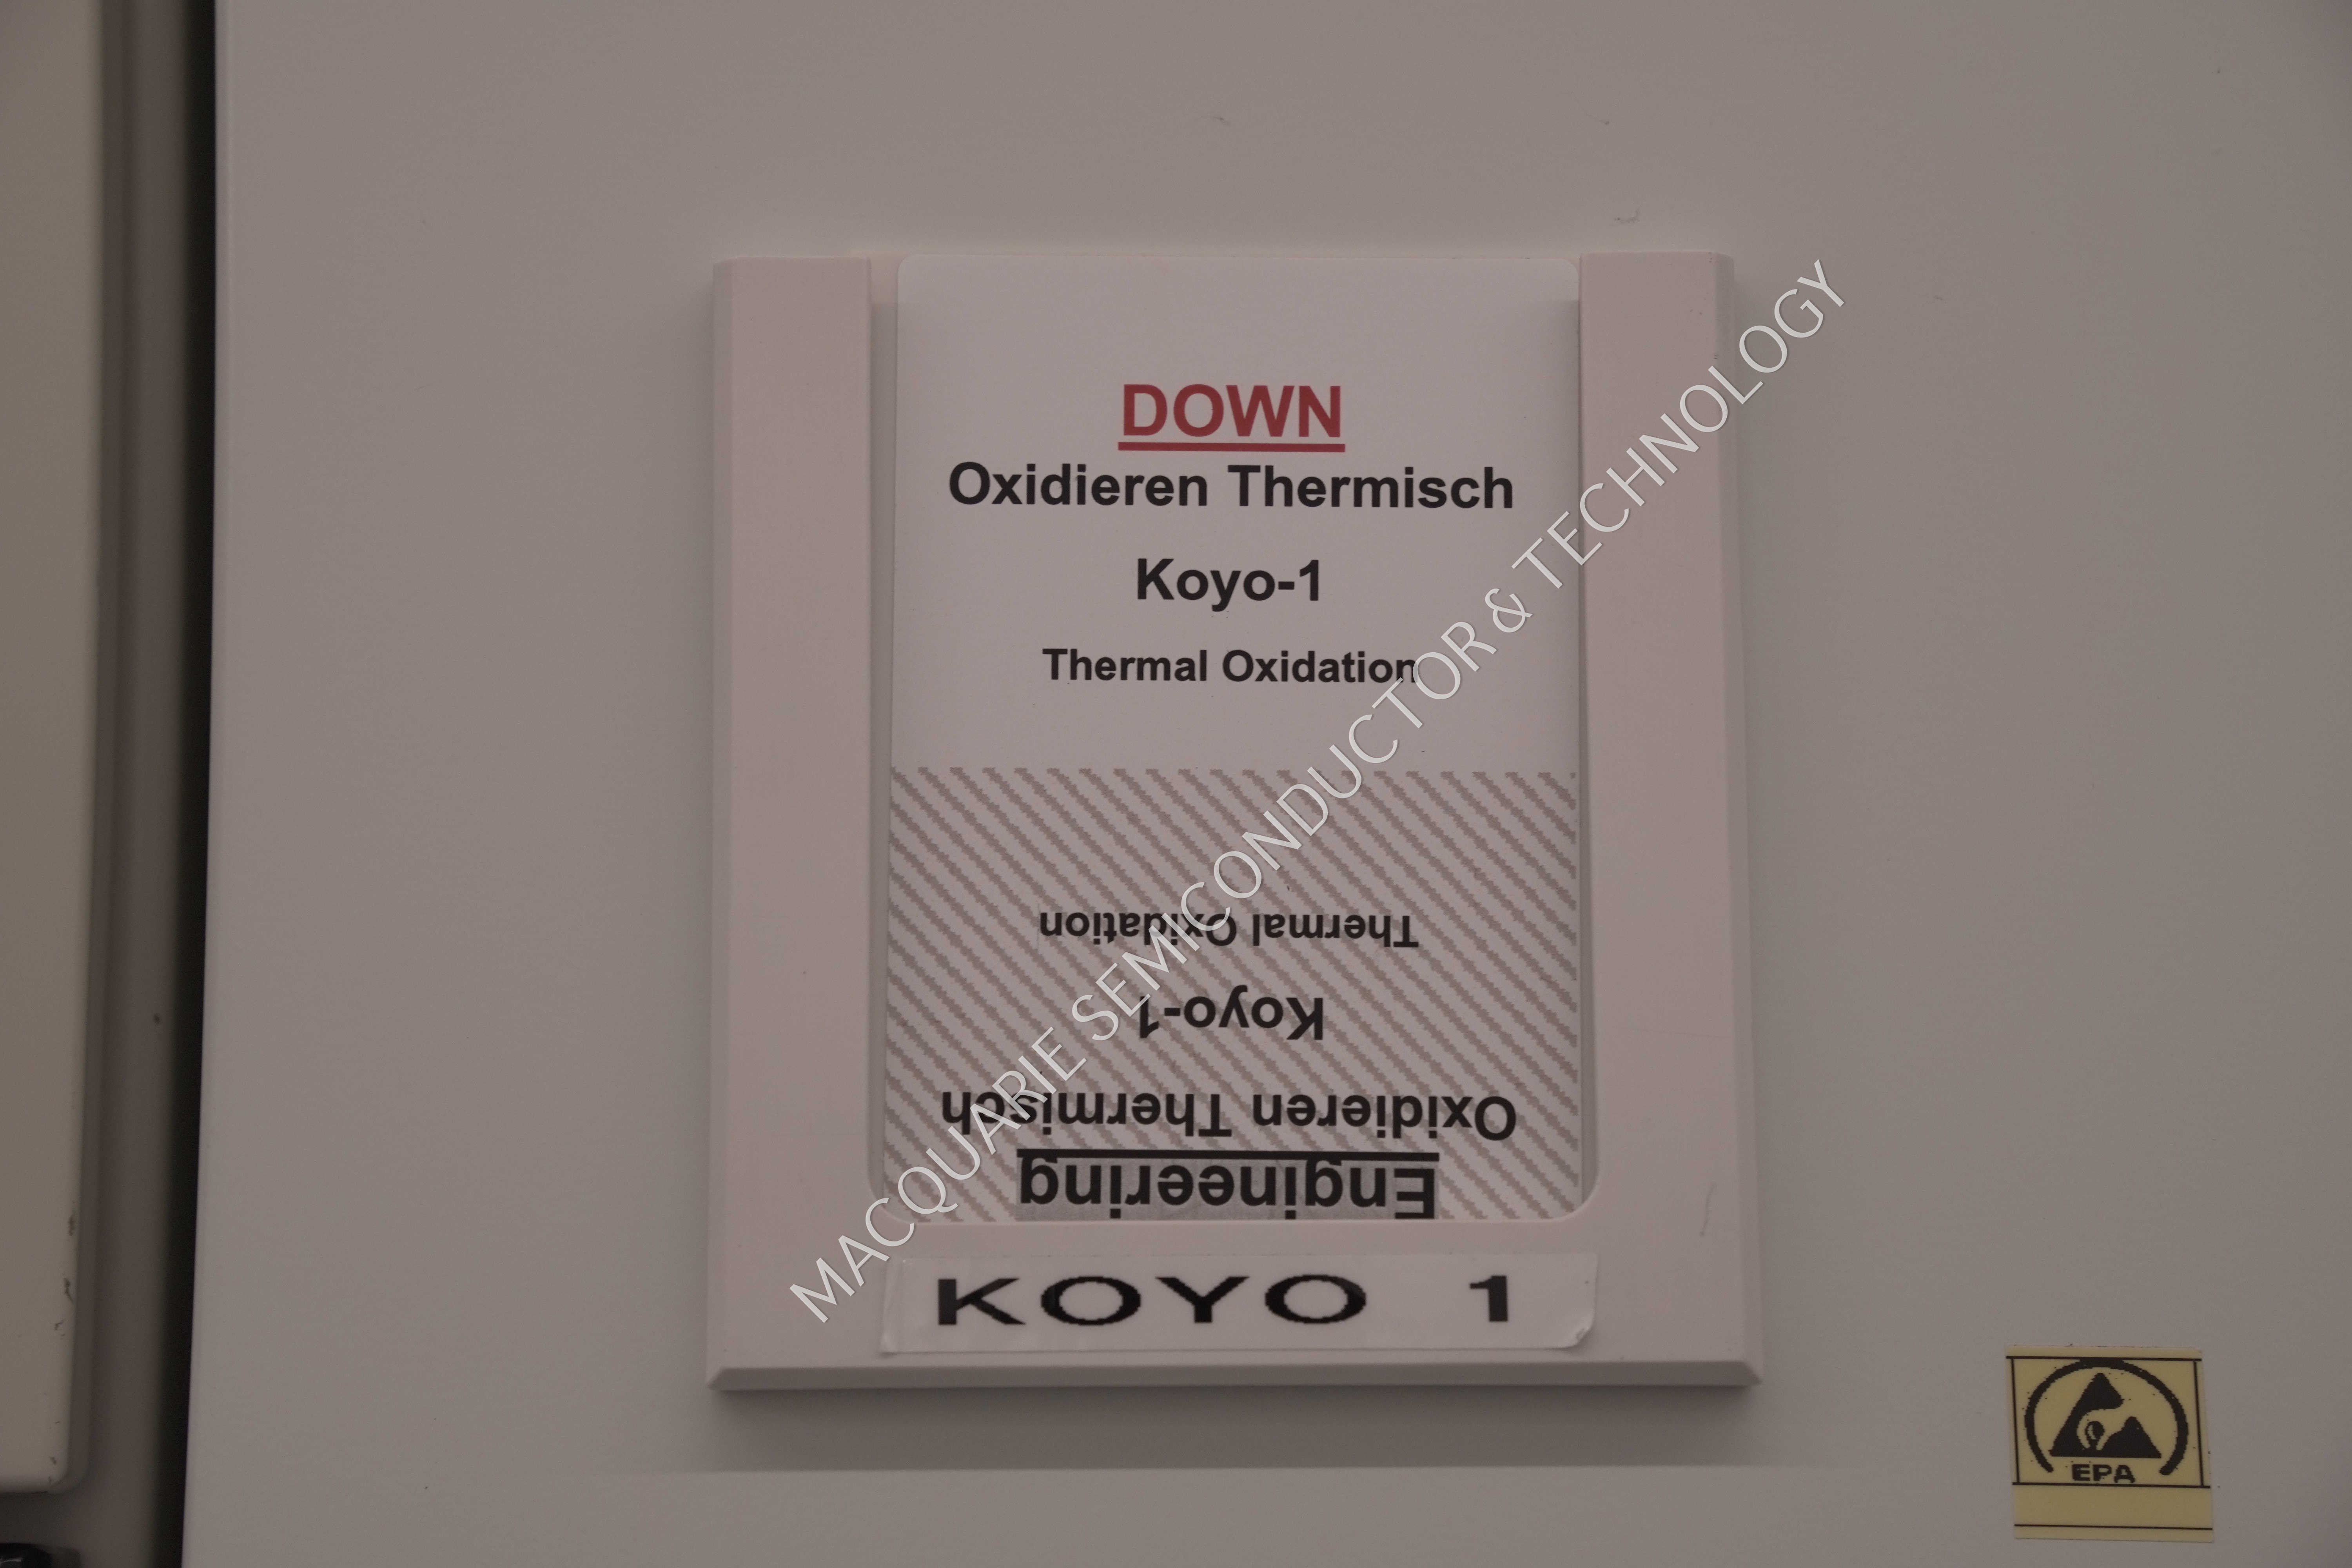 DOWN
Oxidieren Thermisch
Koyo-1
Thermal Oxidation
Engineering
Oxidieren Thermisch
Koyo-1
Thermal Oxidation
KOYO 1
EPA
MACQUARIE SEMICONDUCTOR & TECHNOLOGY